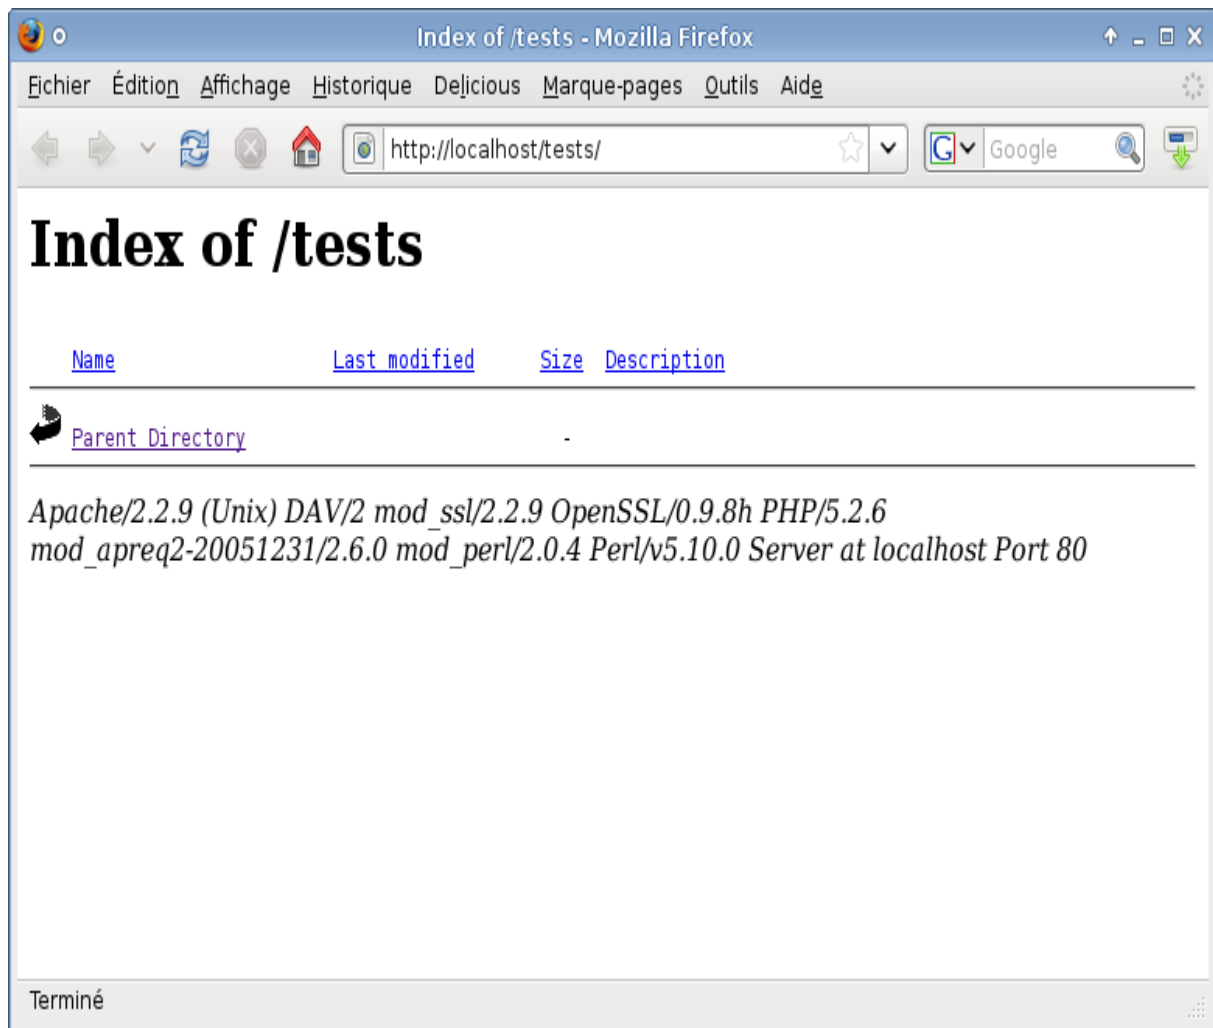 Index of /tests - Mozilla Firefox
Fichier Édition Affichage Historique Delicious Marque-pages Outils Aide
http://localhost/tests/ G Google
Index of /tests
Name Last modified Size Description
Parent Directory -
Apache/2.2.9 (Unix) DAV/2 mod_ssl/2.2.9 OpenSSL/0.9.8h PHP/5.2.6
mod_apreq2-20051231/2.6.0 mod_perl/2.0.4 Perl/v5.10.0 Server at localhost Port 80
Terminé